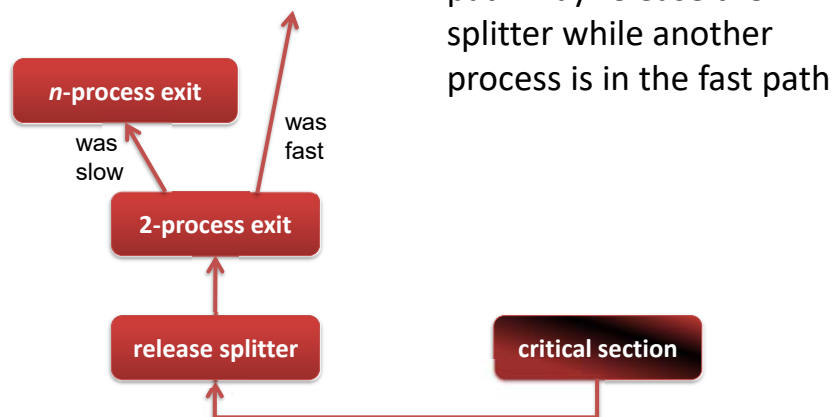 splitter while another
process is in the fast path
n-process exit
was
fast
was
slow
2-process exit
release splitter
critical section